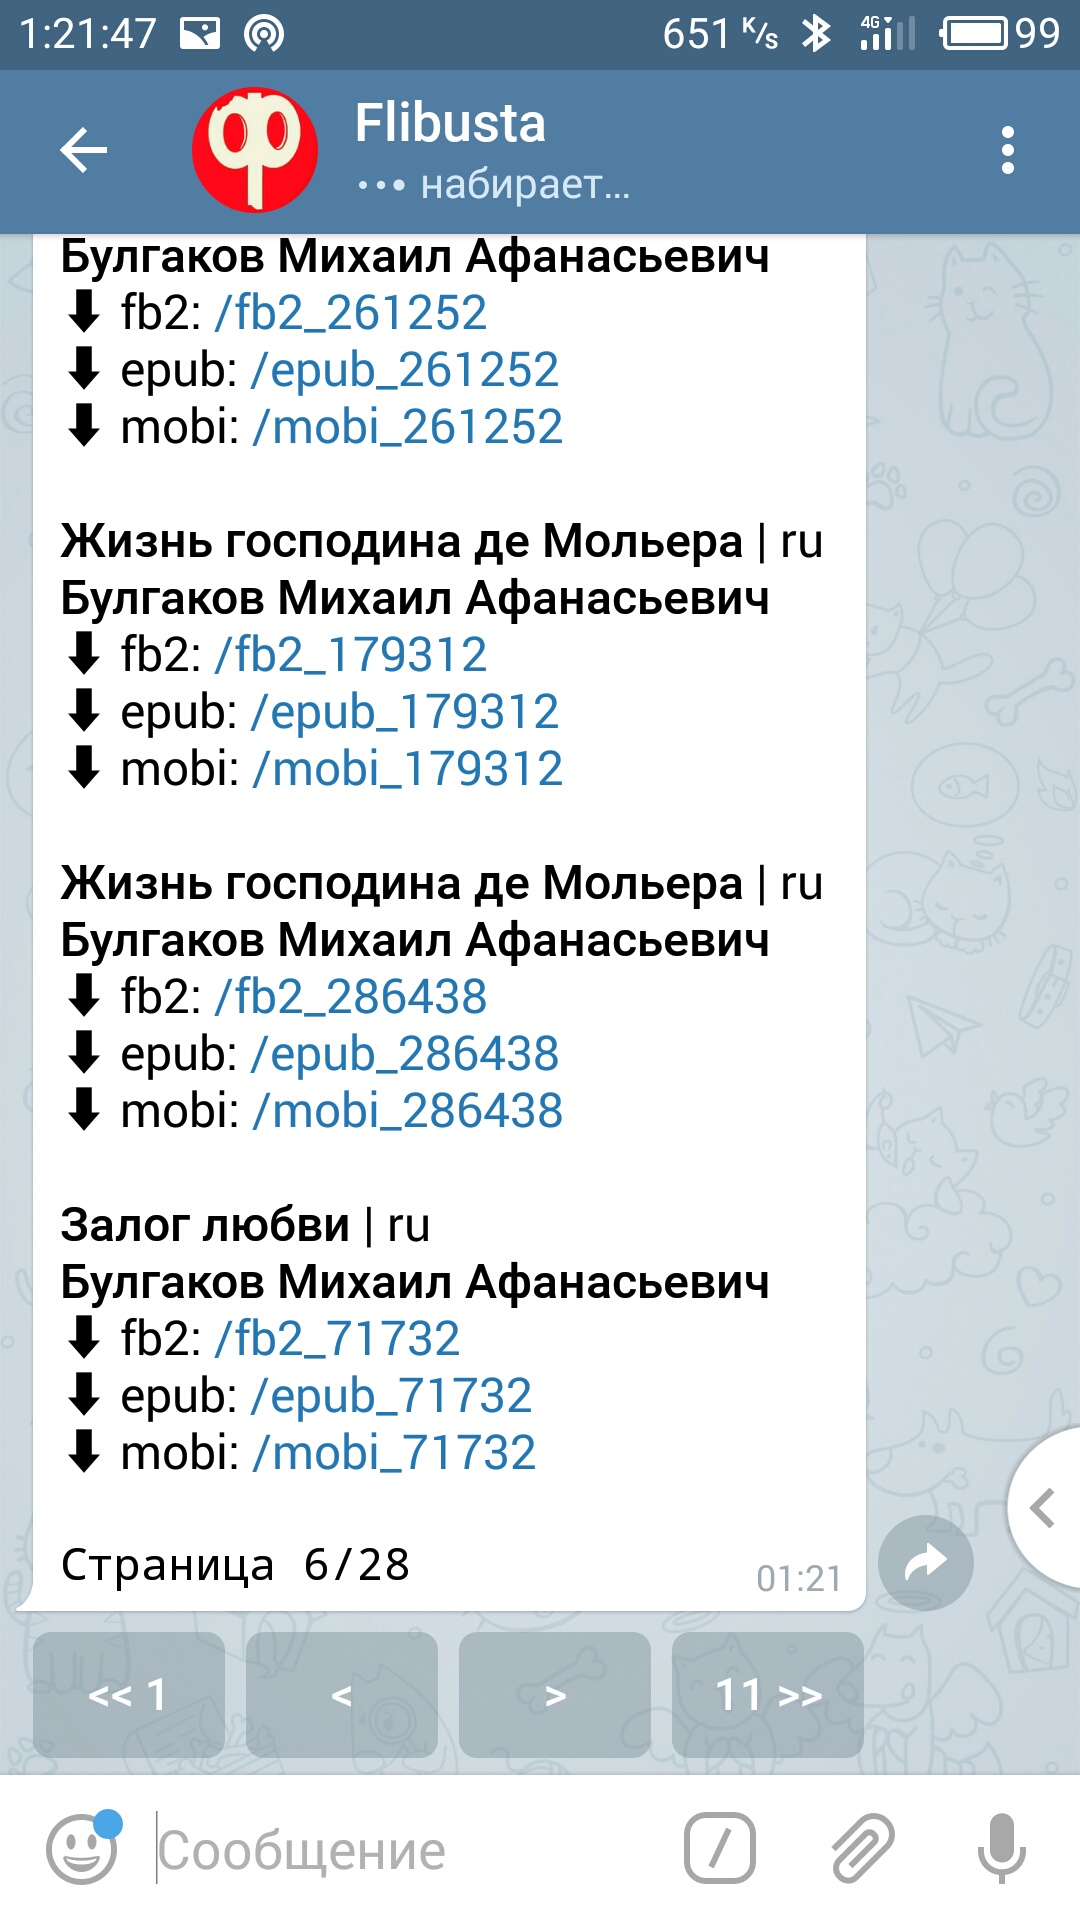 1:21:47 651 K/s 4G 99
Flibusta
••• набирает...
Булгаков Михаил Афанасьевич
⬇ fb2: /fb2_261252
⬇ epub: /epub_261252
⬇ mobi: /mobi_261252
Жизнь господина де Мольера | ru
Булгаков Михаил Афанасьевич
⬇ fb2: /fb2_179312
⬇ epub: /epub_179312
⬇ mobi: /mobi_179312
Жизнь господина де Мольера | ru
Булгаков Михаил Афанасьевич
⬇ fb2: /fb2_286438
⬇ epub: /epub_286438
⬇ mobi: /mobi_286438
Залог любви | ru
Булгаков Михаил Афанасьевич
⬇ fb2: /fb2_71732
⬇ epub: /epub_71732
⬇ mobi: /mobi_71732
Страница 6/28
01:21
<< 1 < > 11 >>
Сообщение